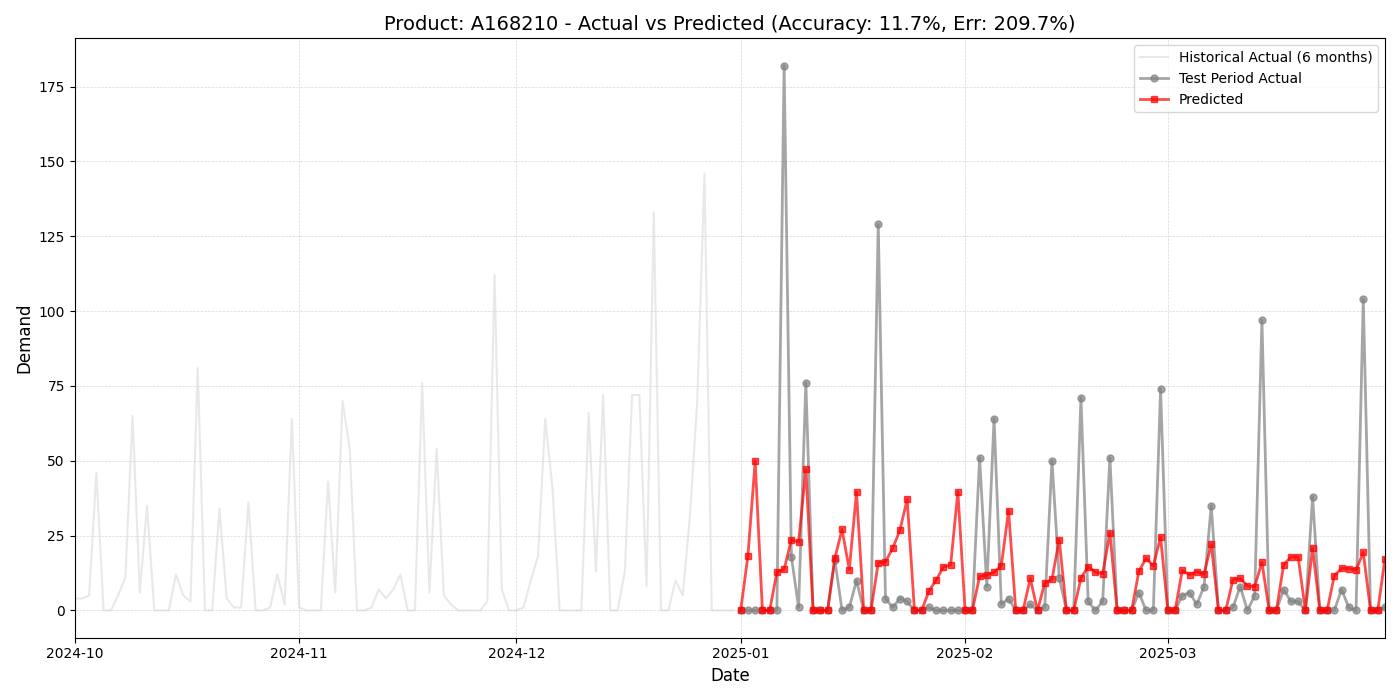 Product: A168210 - Actual vs Predicted (Accuracy: 11.7%, Err: 209.7%)
Historical Actual (6 months)
Test Period Actual
Predicted
Demand
175
150
125
100
75
50
25
0
2024-10
2024-11
2024-12
2025-01
2025-02
2025-03
Date